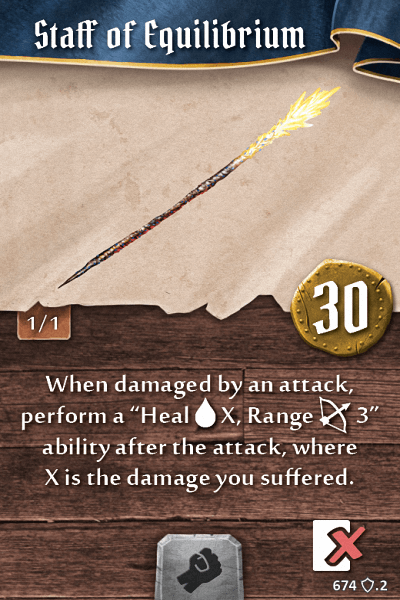 Staff of Equilibrium
1/1
30
When damaged by an attack,
perform a “Heal X, Range 3”
ability after the attack, where
X is the damage you suffered.
674 .2